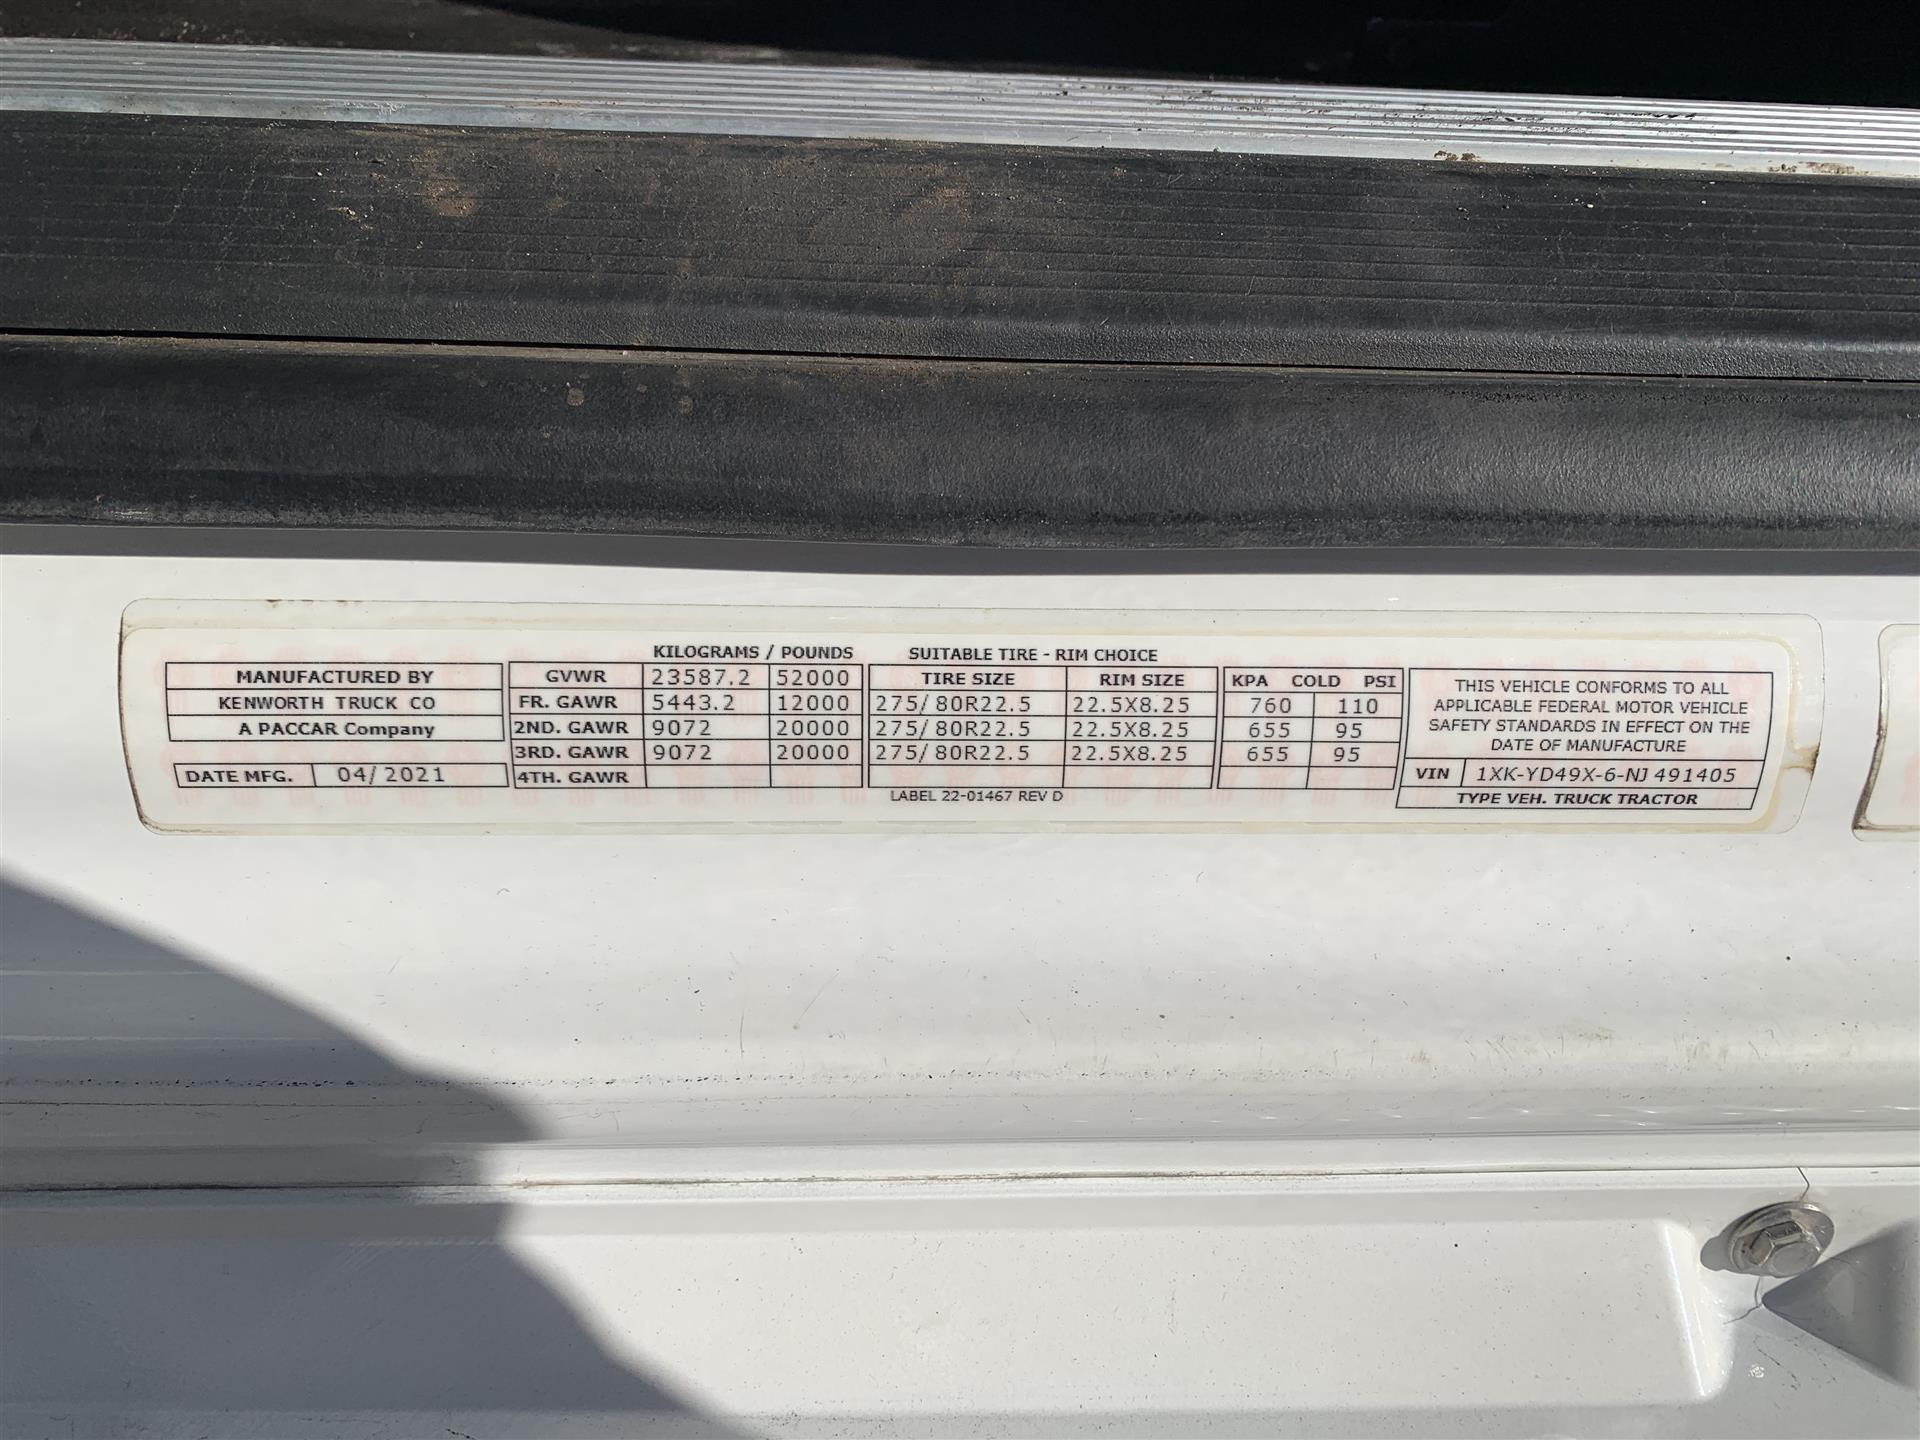 KILOGRAMS / POUNDS SUITABLE TIRE - RIM CHOICE
MANUFACTURED BY
KENWORTH TRUCK CO
A PACCAR Company
DATE MFG. 04/2021
GVWR 23587.2 52000
FR. GAWR 5443.2 12000
2ND. GAWR 9072 20000
3RD. GAWR 9072 20000
4TH. GAWR
TIRE SIZE RIM SIZE
275/80R22.5 22.5X8.25
275/80R22.5 22.5X8.25
275/80R22.5 22.5X8.25
KPA COLD PSI
760 110
655 95
655 95
LABEL 22-01467 REV D
THIS VEHICLE CONFORMS TO ALL
APPLICABLE FEDERAL MOTOR VEHICLE
SAFETY STANDARDS IN EFFECT ON THE
DATE OF MANUFACTURE
VIN 1XK-YD49X-6-NJ 491405
TYPE VEH. TRUCK TRACTOR